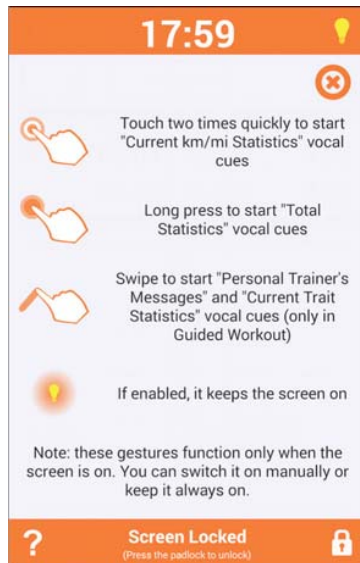 17:59
Touch two times quickly to start
"Current km/mi Statistics" vocal
cues
Long press to start "Total
Statistics" vocal cues
Swipe to start "Personal Trainer's
Messages" and "Current Trait
Statistics" vocal cues (only in
Guided Workout)
If enabled, it keeps the screen on
Note: these gestures function only when the
screen is on. You can switch it on manually or
keep it always on.
? Screen Locked
(Press the padlock to unlock)